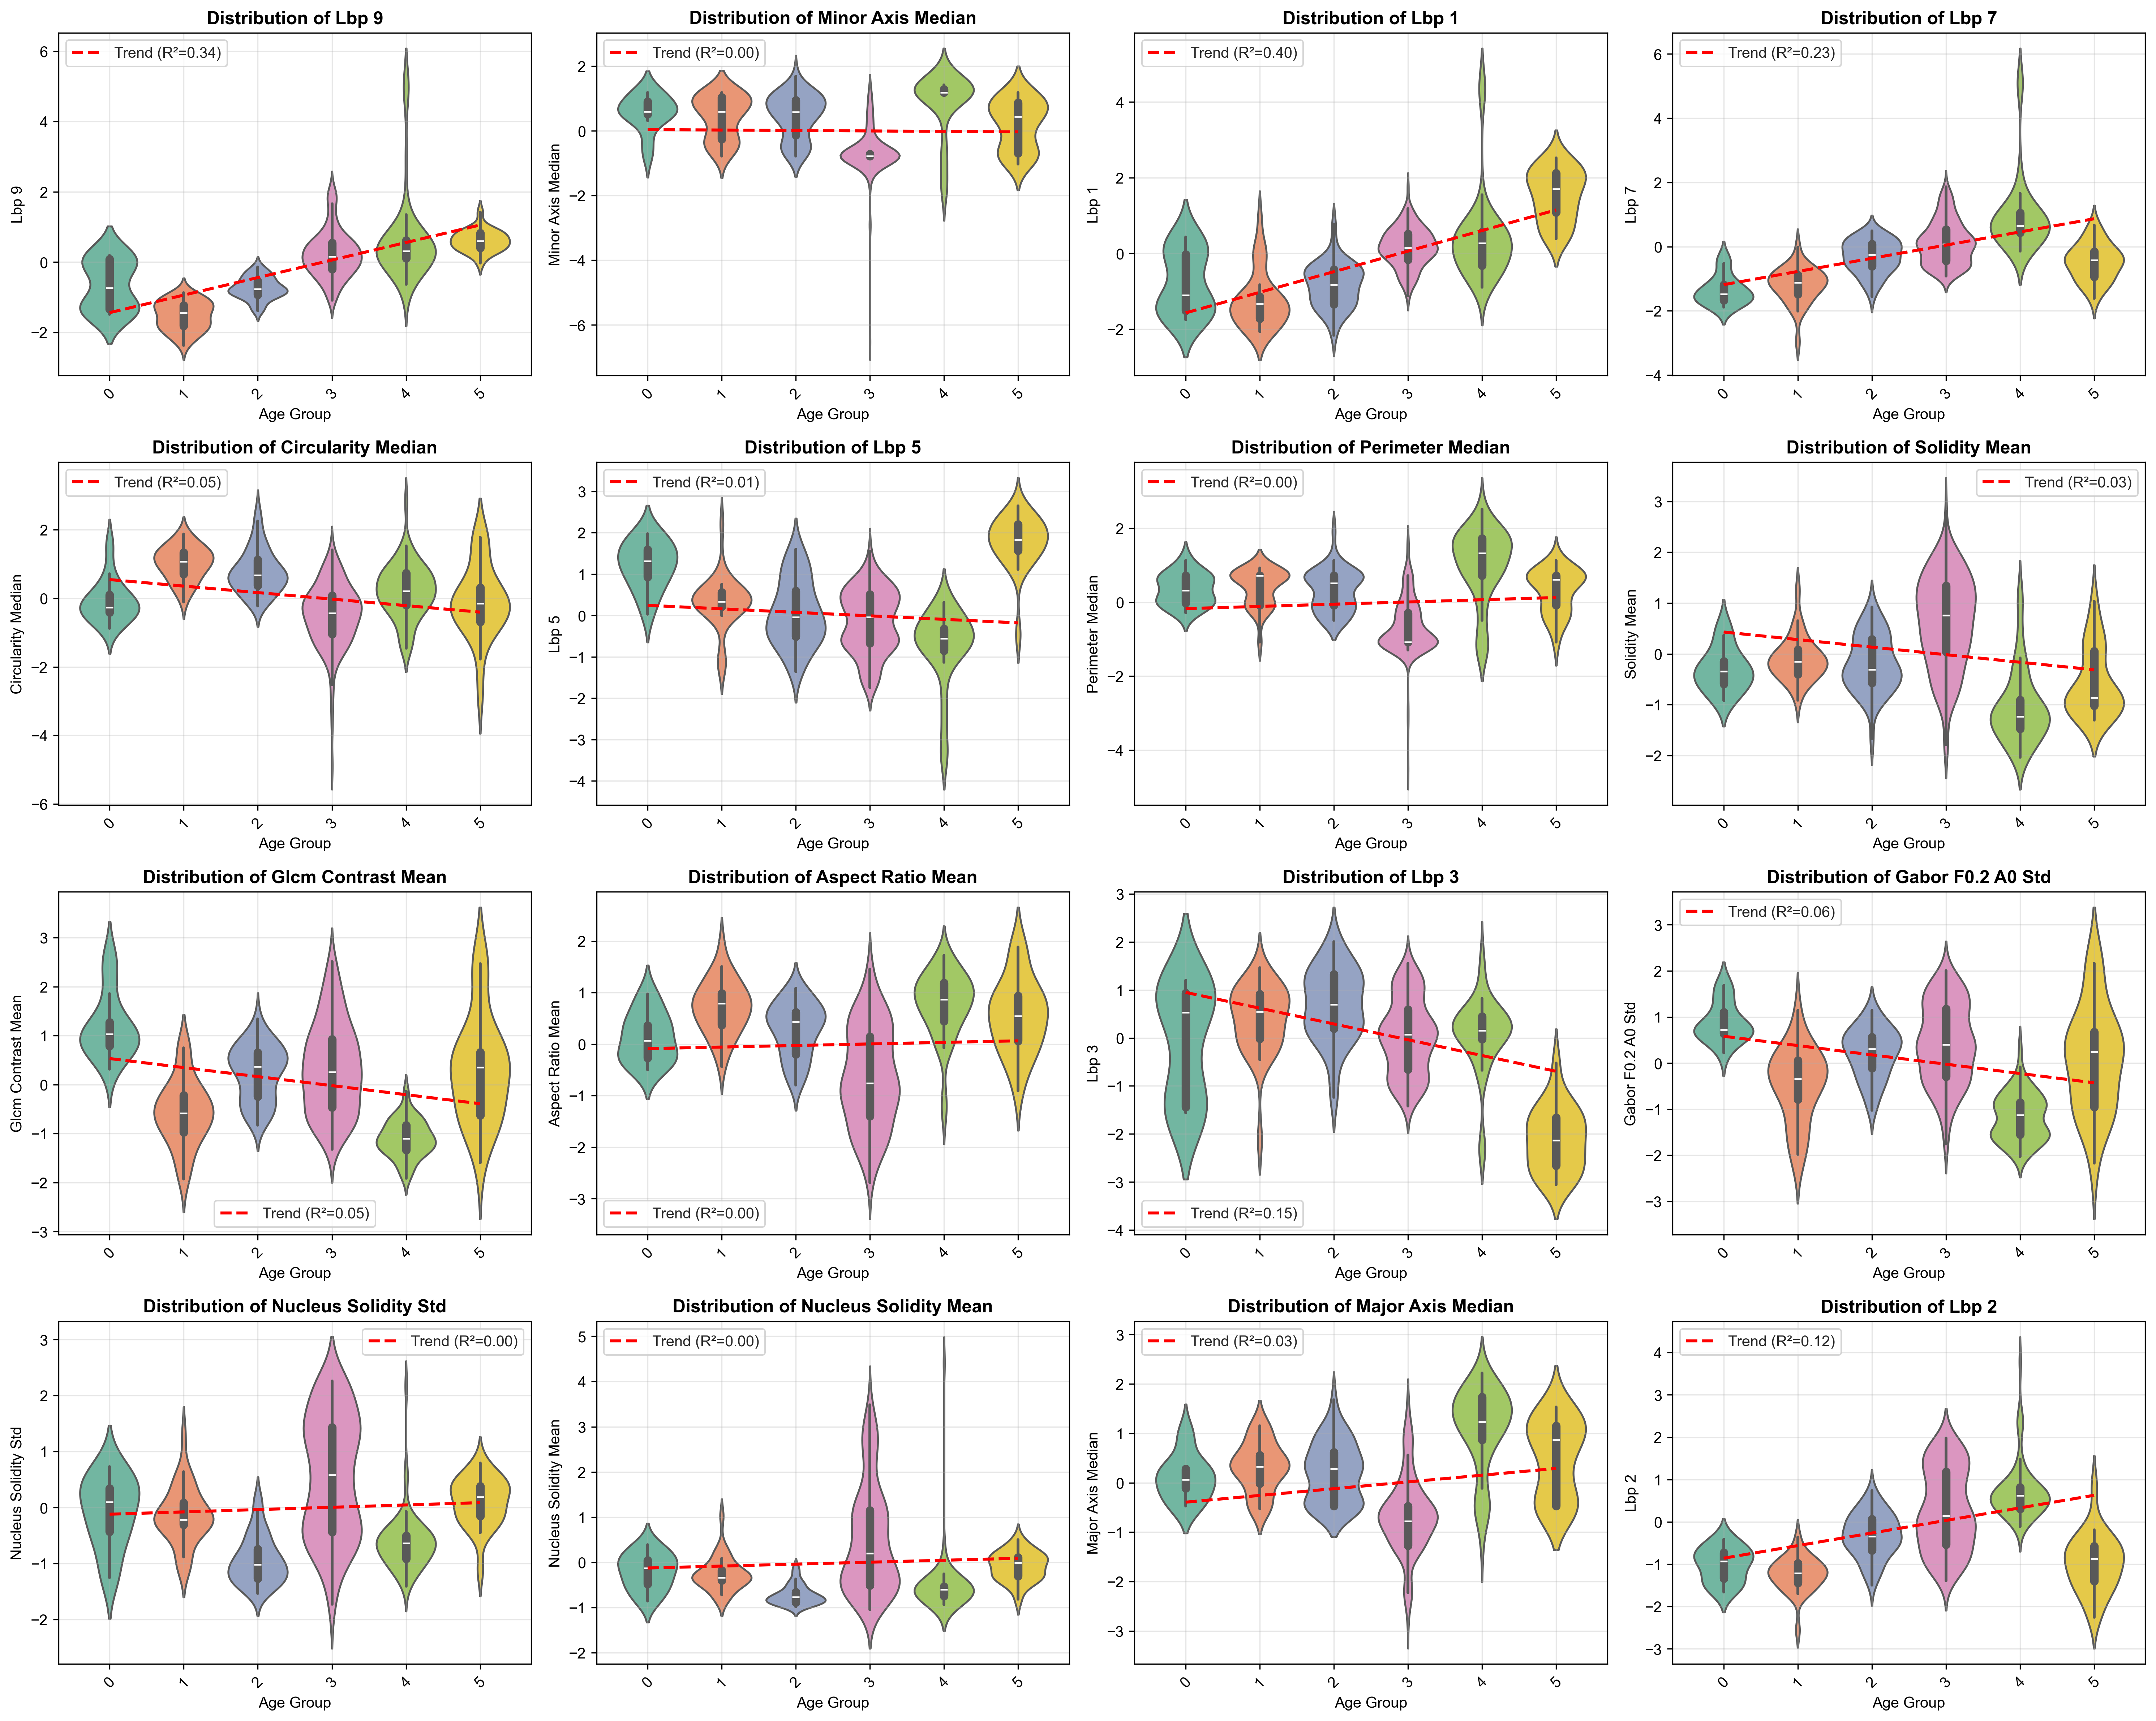 Distribution of Lbp 9
Trend (R²=0.34)
6
4
2
0
−2
Lbp 9
0 1 2 3 4 5
Age Group
Distribution of Minor Axis Median
Trend (R²=0.00)
2
0
−2
−4
−6
Minor Axis Median
0 1 2 3 4 5
Age Group
Distribution of Lbp 1
Trend (R²=0.40)
4
2
0
−2
Lbp 1
0 1 2 3 4 5
Age Group
Distribution of Lbp 7
Trend (R²=0.23)
6
4
2
0
−2
−4
Lbp 7
0 1 2 3 4 5
Age Group
Distribution of Circularity Median
Trend (R²=0.05)
2
0
−2
−4
−6
Circularity Median
0 1 2 3 4 5
Age Group
Distribution of Lbp 5
Trend (R²=0.01)
3
2
1
0
−1
−2
−3
−4
Lbp 5
0 1 2 3 4 5
Age Group
Distribution of Perimeter Median
Trend (R²=0.00)
2
0
−2
−4
Perimeter Median
0 1 2 3 4 5
Age Group
Distribution of Solidity Mean
Trend (R²=0.03)
3
2
1
0
−1
−2
Solidity Mean
0 1 2 3 4 5
Age Group
Distribution of Glcm Contrast Mean
3
2
1
0
−1
−2
−3
Glcm Contrast Mean
Trend (R²=0.05)
0 1 2 3 4 5
Age Group
Distribution of Aspect Ratio Mean
2
1
0
−1
−2
−3
Aspect Ratio Mean
Trend (R²=0.00)
0 1 2 3 4 5
Age Group
Distribution of Lbp 3
3
2
1
0
−1
−2
−3
−4
Lbp 3
Trend (R²=0.15)
0 1 2 3 4 5
Age Group
Distribution of Gabor F0.2 A0 Std
Trend (R²=0.06)
3
2
1
0
−1
−2
−3
Gabor F0.2 A0 Std
0 1 2 3 4 5
Age Group
Distribution of Nucleus Solidity Std
Trend (R²=0.00)
3
2
1
0
−1
−2
Nucleus Solidity Std
0 1 2 3 4 5
Age Group
Distribution of Nucleus Solidity Mean
Trend (R²=0.00)
5
4
3
2
1
0
−1
−2
Nucleus Solidity Mean
0 1 2 3 4 5
Age Group
Distribution of Major Axis Median
Trend (R²=0.03)
3
2
1
0
−1
−2
−3
Major Axis Median
0 1 2 3 4 5
Age Group
Distribution of Lbp 2
Trend (R²=0.12)
4
3
2
1
0
−1
−2
−3
Lbp 2
0 1 2 3 4 5
Age Group